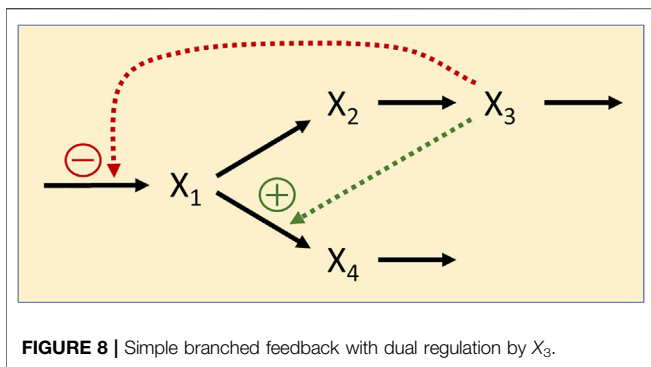 X₂
X₃
−
X₁
+
X₄
FIGURE 8 | Simple branched feedback with dual regulation by X₃.